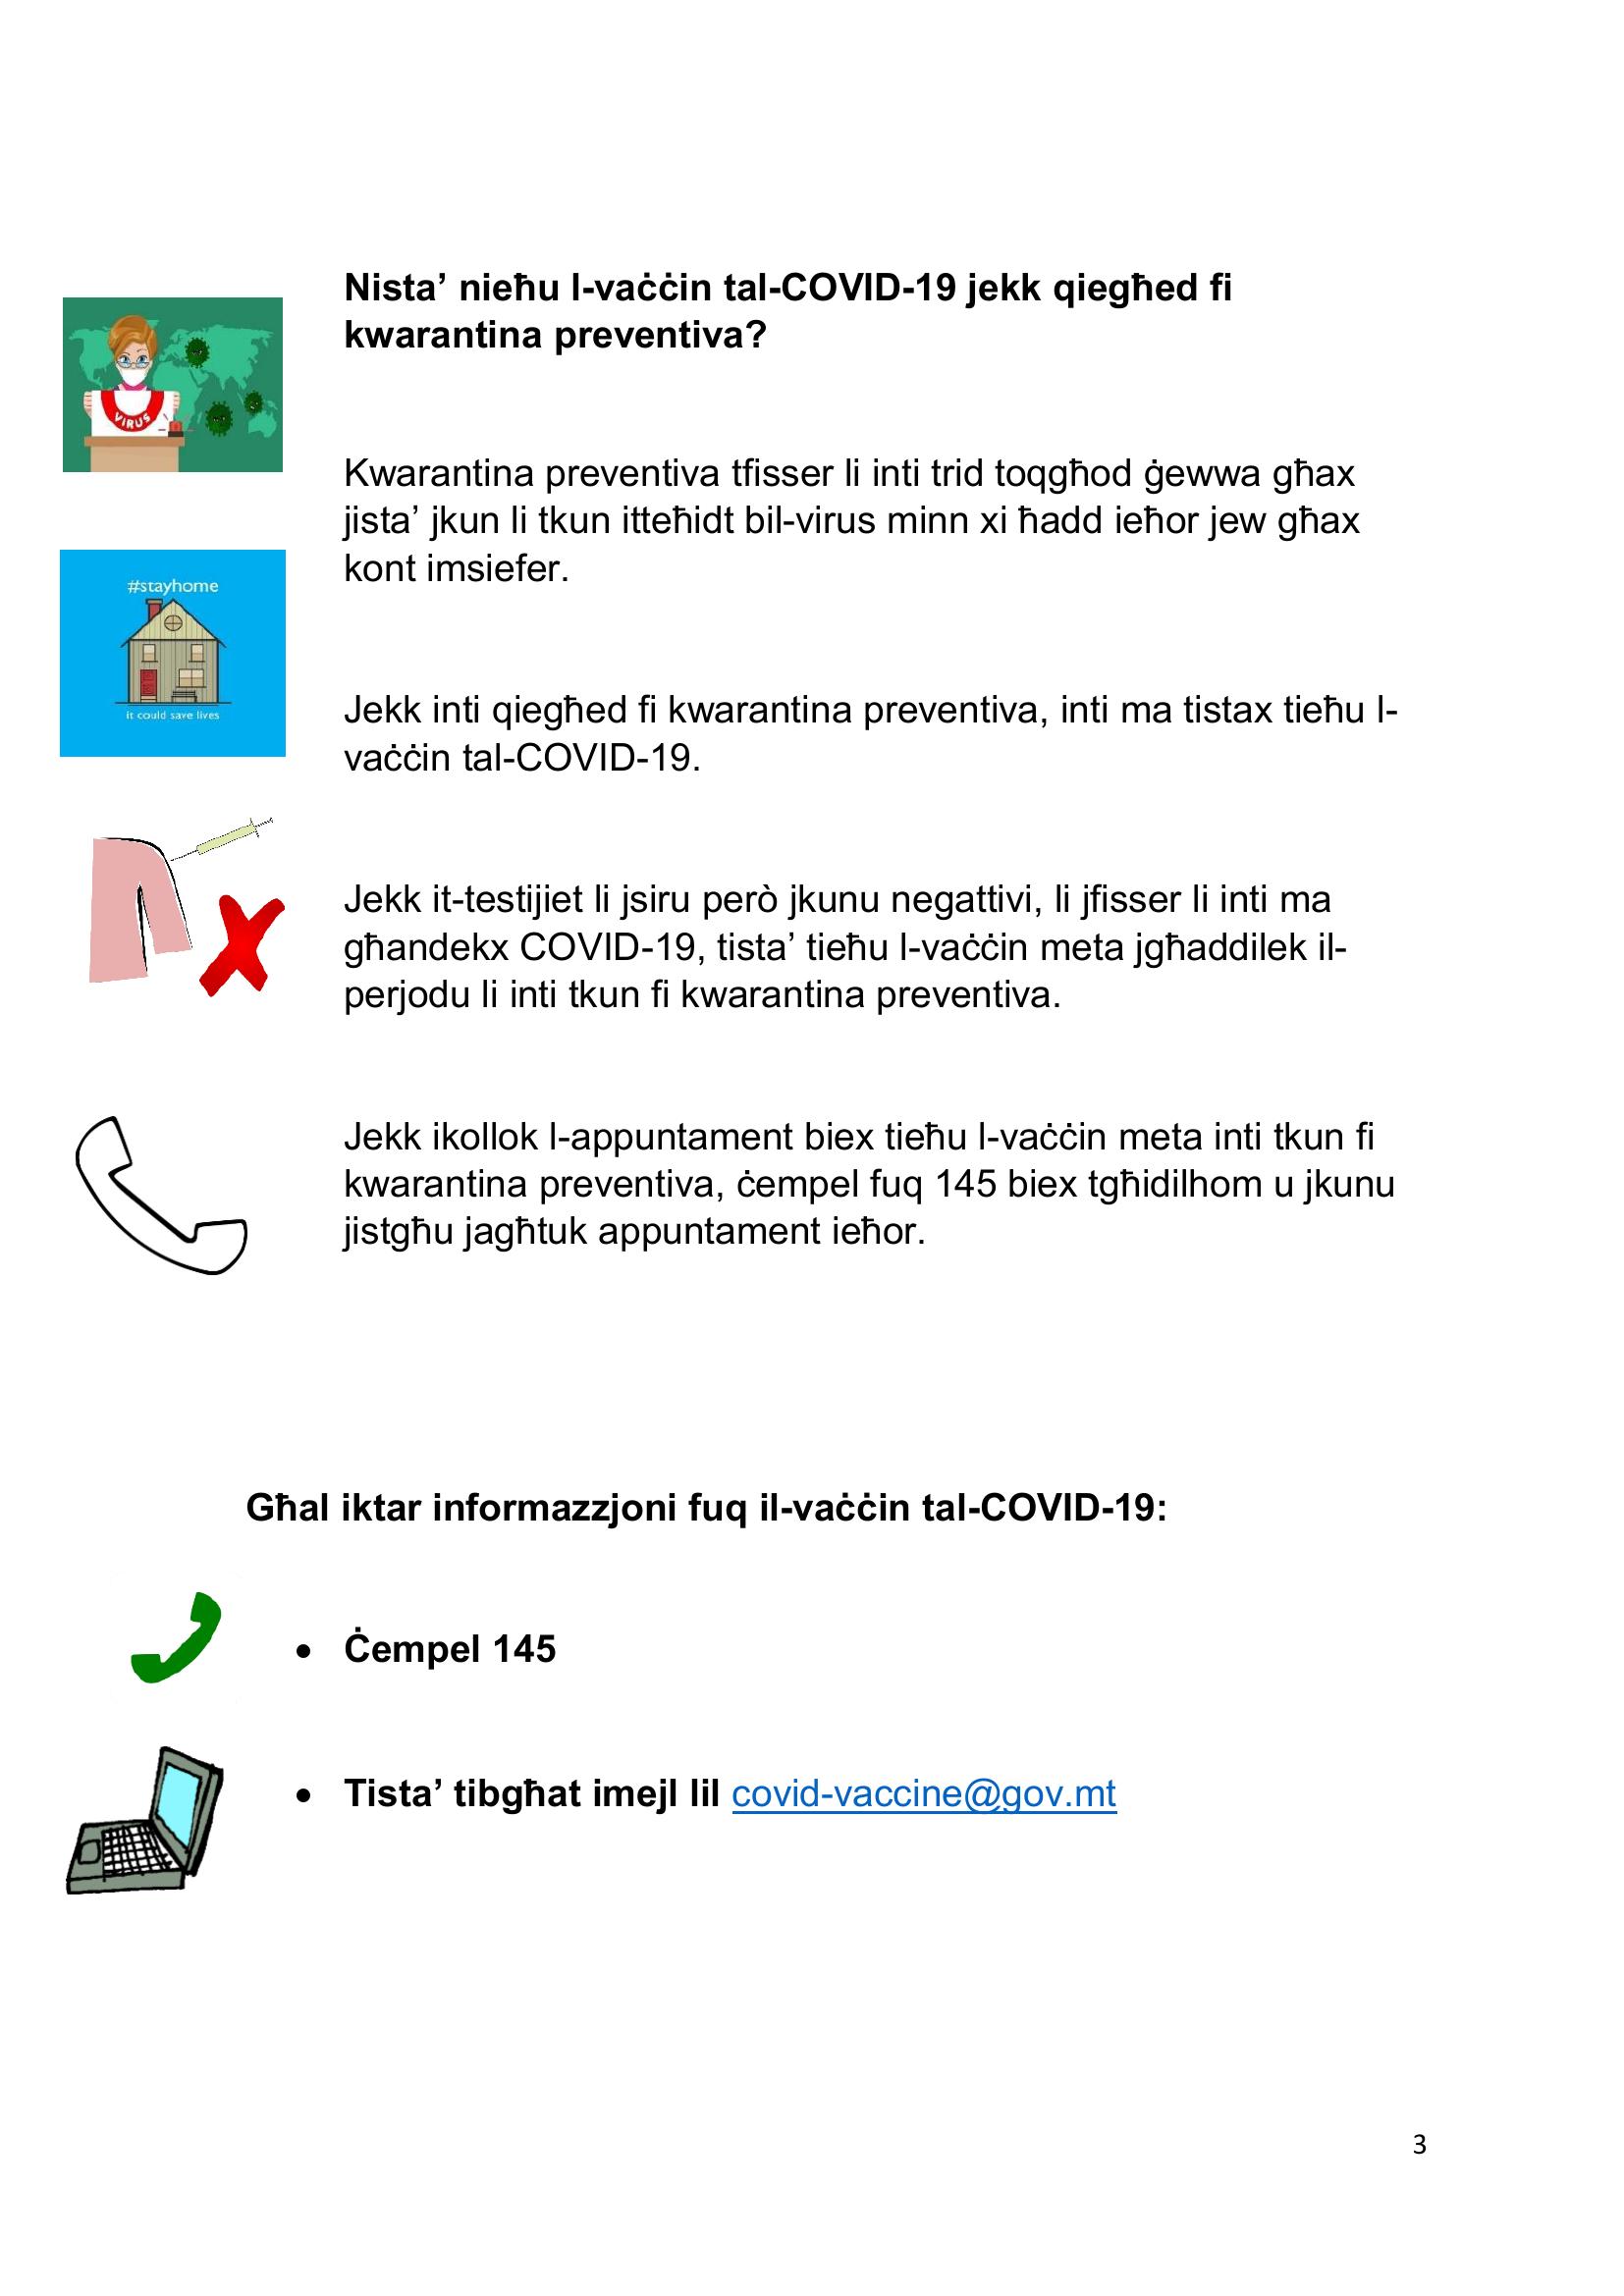 Nista’ nieħu l-vaċċin tal-COVID-19 jekk qiegħed fi
kwarantina preventiva?
VIRUS
Kwarantina preventiva tfisser li inti trid toqgħod ġewwa għax
jista’ jkun li tkun itteħidt bil-virus minn xi ħadd ieħor jew għax
kont imsiefer.
#stayhome
it could save lives
Jekk inti qiegħed fi kwarantina preventiva, inti ma tistax tieħu l-
vaċċin tal-COVID-19.
Jekk it-testijiet li jsiru però jkunu negattivi, li jfisser li inti ma
għandekx COVID-19, tista’ tieħu l-vaċċin meta jgħaddilek il-
perjodu li inti tkun fi kwarantina preventiva.
Jekk ikollok l-appuntament biex tieħu l-vaċċin meta inti tkun fi
kwarantina preventiva, ċempel fuq 145 biex tgħidilhom u jkunu
jistgħu jagħtuk appuntament ieħor.
Għal iktar informazzjoni fuq il-vaċċin tal-COVID-19:
• Ċempel 145
• Tista’ tibgħat imejl lil covid-vaccine@gov.mt
3